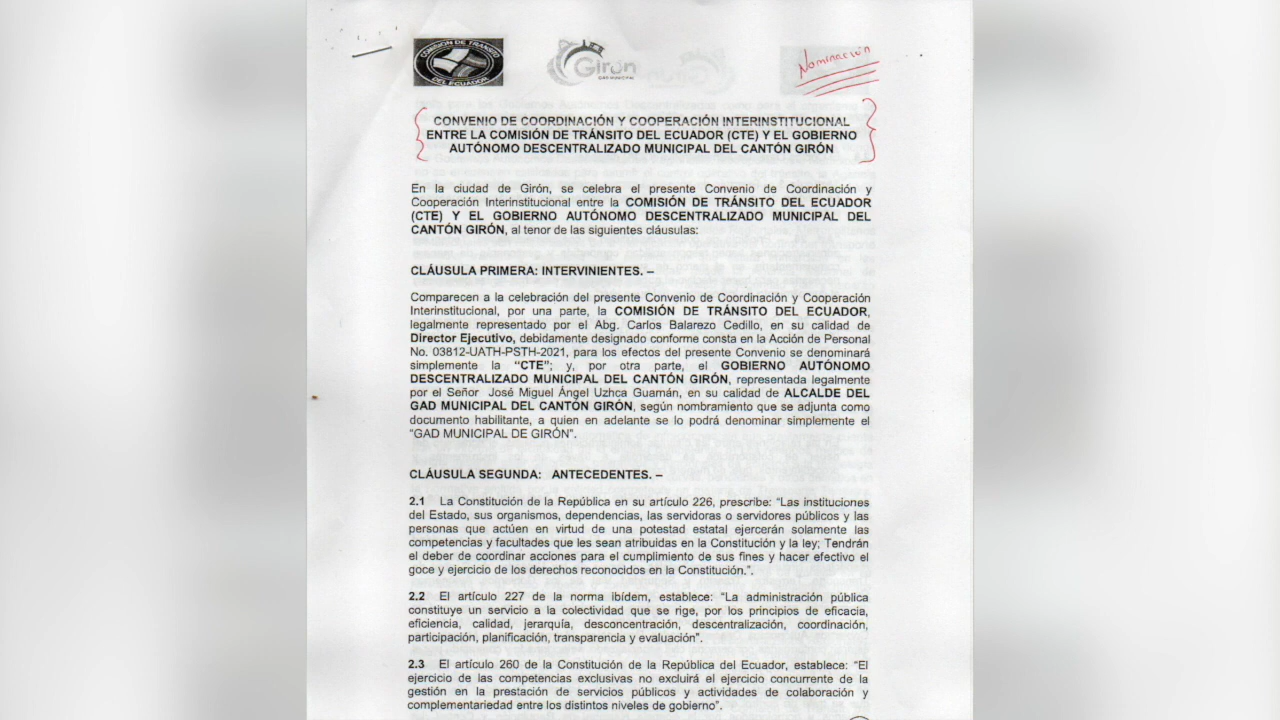 COMISIÓN DE TRÁNSITO
DEL ECUADOR
Girón
GAD MUNICIPAL
Nominación
CONVENIO DE COORDINACIÓN Y COOPERACIÓN INTERINSTITUCIONAL
ENTRE LA COMISIÓN DE TRÁNSITO DEL ECUADOR (CTE) Y EL GOBIERNO
AUTÓNOMO DESCENTRALIZADO MUNICIPAL DEL CANTÓN GIRÓN
En la ciudad de Girón, se celebra el presente Convenio de Coordinación y
Cooperación Interinstitucional entre la COMISIÓN DE TRÁNSITO DEL ECUADOR
(CTE) Y EL GOBIERNO AUTÓNOMO DESCENTRALIZADO MUNICIPAL DEL
CANTÓN GIRÓN, al tenor de las siguientes cláusulas:
CLÁUSULA PRIMERA: INTERVINIENTES. –
Comparecen a la celebración del presente Convenio de Coordinación y Cooperación
Interinstitucional, por una parte, la COMISIÓN DE TRÁNSITO DEL ECUADOR,
legalmente representado por el Abg. Carlos Balarezo Cedillo, en su calidad de
Director Ejecutivo, debidamente designado conforme consta en la Acción de Personal
No. 03812-UATH-PSTH-2021, para los efectos del presente Convenio se denominará
simplemente la “CTE”; y, por otra parte, el GOBIERNO AUTÓNOMO
DESCENTRALIZADO MUNICIPAL DEL CANTÓN GIRÓN, representada legalmente
por el Señor José Miguel Ángel Uzhca Guamán, en su calidad de ALCALDE DEL
GAD MUNICIPAL DEL CANTÓN GIRÓN, según nombramiento que se adjunta como
documento habilitante, a quien en adelante se lo podrá denominar simplemente el
“GAD MUNICIPAL DE GIRÓN”.
CLÁUSULA SEGUNDA: ANTECEDENTES. –
2.1 La Constitución de la República en su artículo 226, prescribe: “Las instituciones
del Estado, sus organismos, dependencias, las servidoras o servidores públicos y las
personas que actúen en virtud de una potestad estatal ejercerán solamente las
competencias y facultades que les sean atribuidas en la Constitución y la ley; Tendrán
el deber de coordinar acciones para el cumplimiento de sus fines y hacer efectivo el
goce y ejercicio de los derechos reconocidos en la Constitución.”.
2.2 El artículo 227 de la norma ibídem, establece: “La administración pública
constituye un servicio a la colectividad que se rige, por los principios de eficacia,
eficiencia, calidad, jerarquía, desconcentración, descentralización, coordinación,
participación, planificación, transparencia y evaluación”.
2.3 El artículo 260 de la Constitución de la República del Ecuador, establece: “El
ejercicio de las competencias exclusivas no excluirá el ejercicio concurrente de la
gestión en la prestación de servicios públicos y actividades de colaboración y
complementariedad entre los distintos niveles de gobierno”.